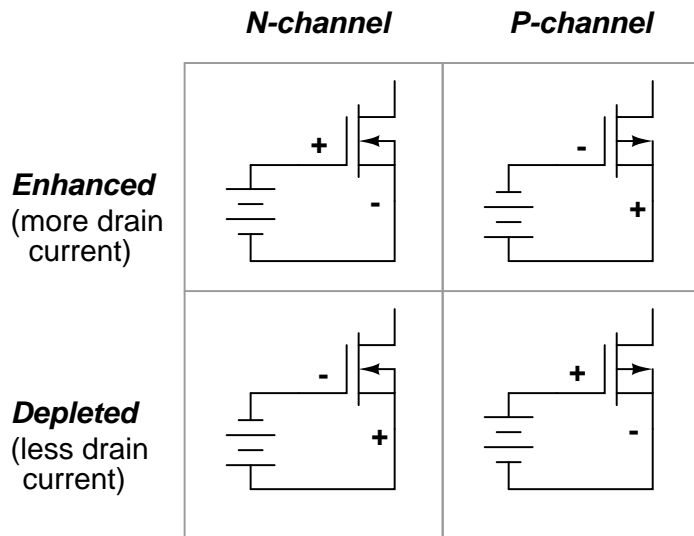 N-channel P-channel
Enhanced
(more drain
current)
+
-
-
+
Depleted
(less drain
current)
-
+
+
-